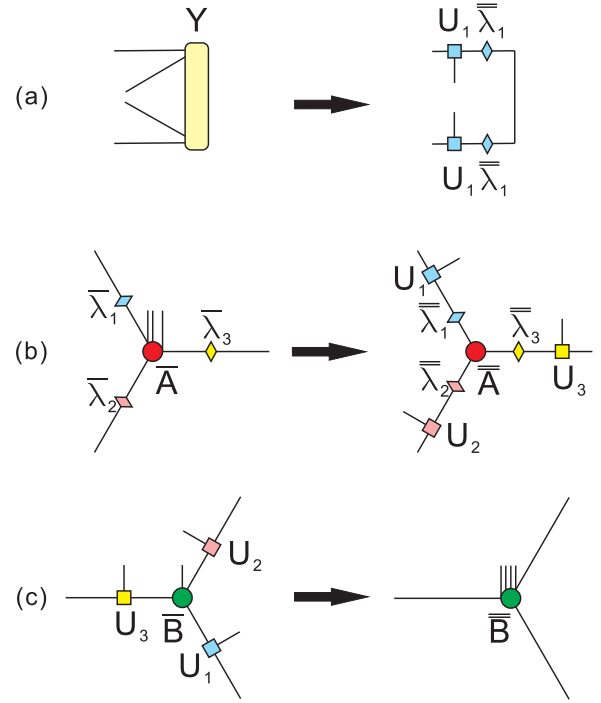 Y
U₁ λ̿₁
(a)
U₁ λ̿₁
U₁
λ̅₁ λ̅₃ λ̿₁ λ̿₃
(b)
A̅ A̿
λ̅₂ λ̿₂ U₃
U₂
U₂
(c)
U₃ B̅ B̿
U₁